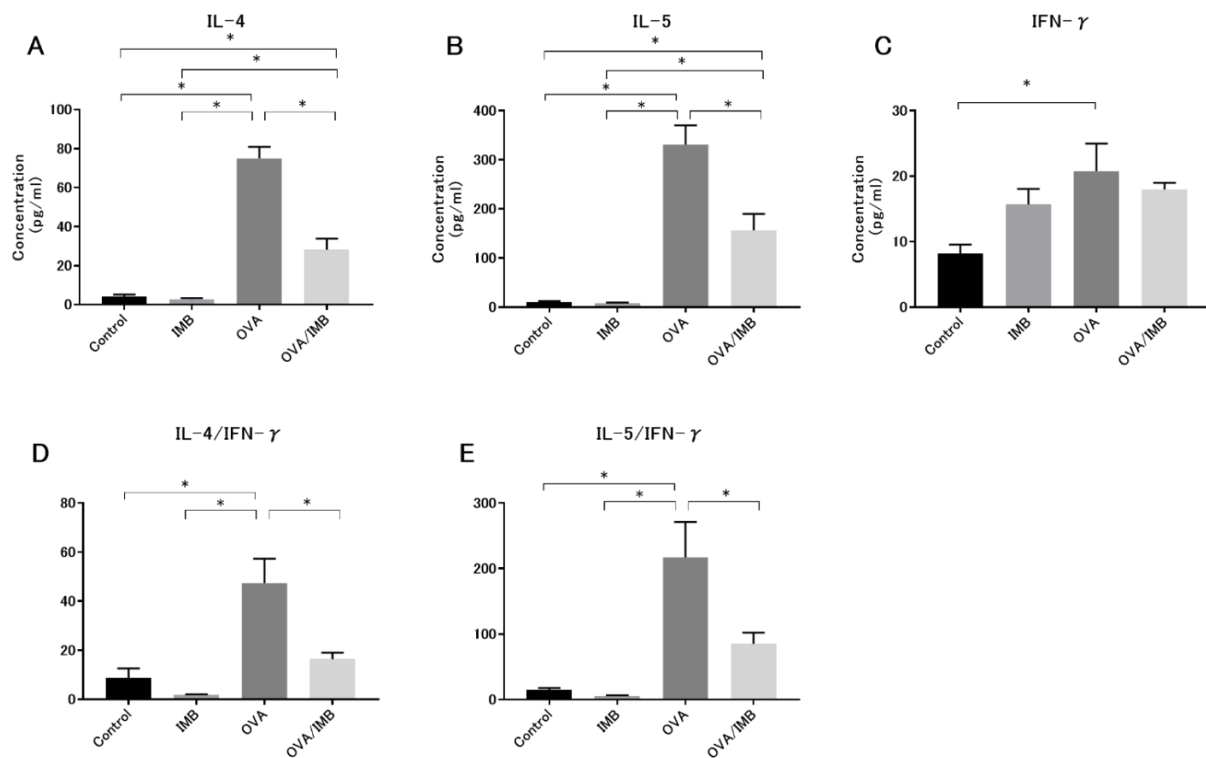 IL-4
A
*
*
*
*
*
Concentration
(pg/ml)
100
80
60
40
20
0
Control
IMB
OVA
OVA/IMB
IL-5
B
*
*
*
*
*
Concentration
(pg/ml)
400
300
200
100
0
Control
IMB
OVA
OVA/IMB
IFN-γ
C
*
Concentration
(pg/ml)
30
20
10
0
Control
IMB
OVA
OVA/IMB
IL-4/IFN-γ
D
*
*
*
80
60
40
20
0
Control
IMB
OVA
OVA/IMB
IL-5/IFN-γ
E
*
*
*
300
200
100
0
Control
IMB
OVA
OVA/IMB